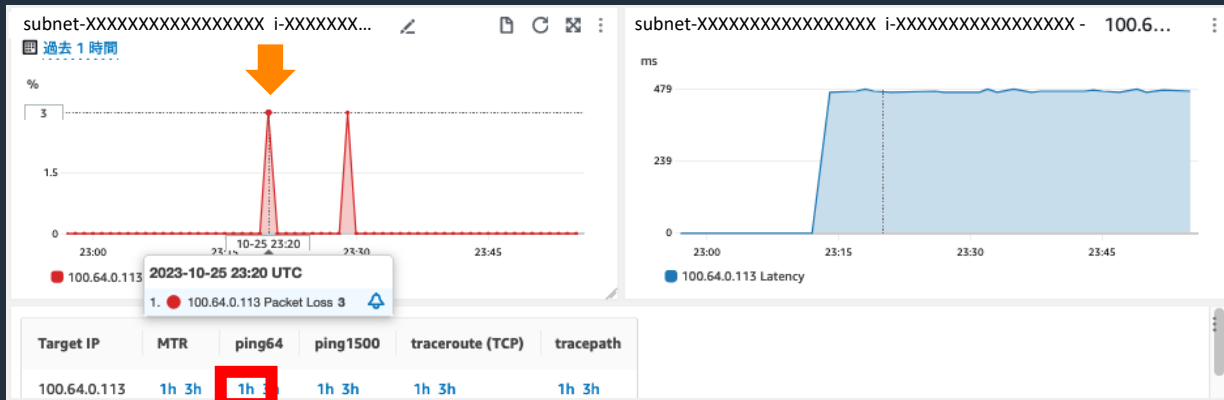 subnet-XXXXXXXXXXXXXXXXX i-XXXXXXX...
過去 1 時間
%
3
1.5
0
23:00
23:30
23:45
10-25 23:20
100.64.0.113
2023-10-25 23:20 UTC
1. 100.64.0.113 Packet Loss 3
subnet-XXXXXXXXXXXXXXXXX i-XXXXXXXXXXXXXXXXX - 100.6...
ms
479
239
0
23:00
23:15
23:30
23:45
100.64.0.113 Latency
Target IP MTR ping64 ping1500 traceroute (TCP) tracepath
100.64.0.113 1h 3h 1h 3h 1h 3h 1h 3h 1h 3h